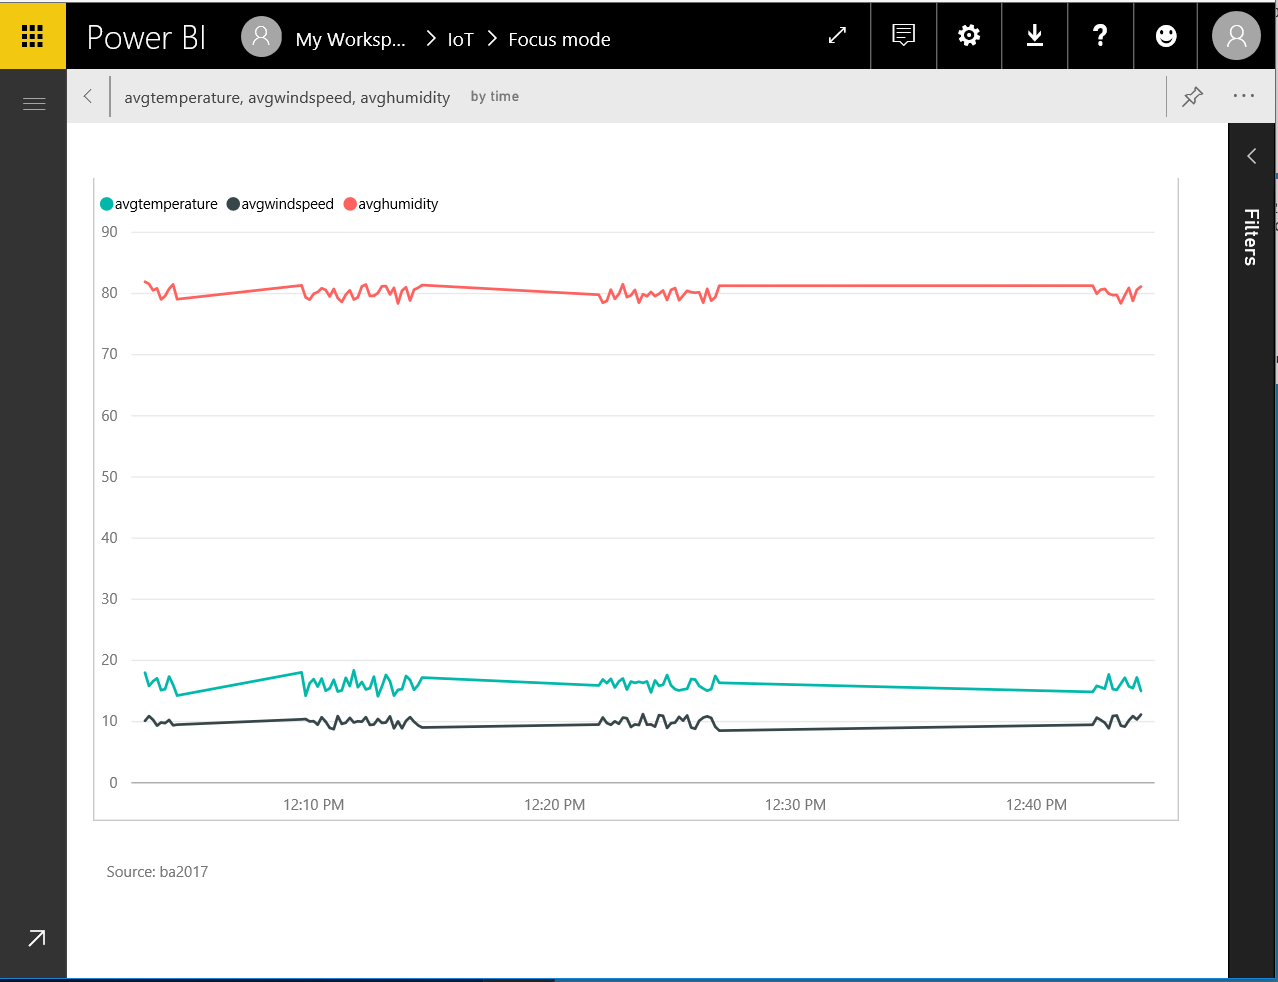 Power BI My Worksp... IoT Focus mode
avgtemperature, avgwindspeed, avghumidity by time
Filters
avgtemperature avgwindspeed avghumidity
90
80
70
60
50
40
30
20
10
0
12:10 PM 12:20 PM 12:30 PM 12:40 PM
Source: ba2017